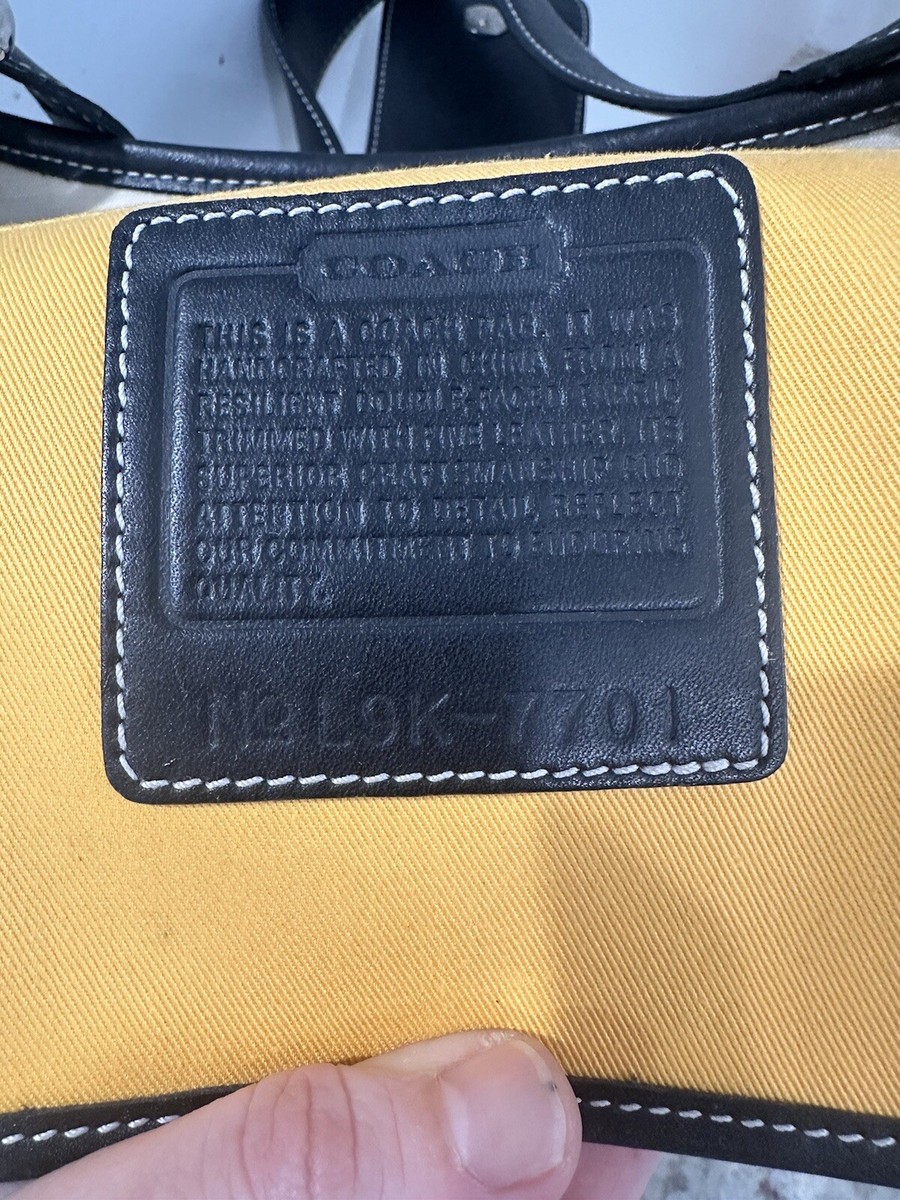 COACH
THIS IS A COACH BAG. IT WAS
HANDCRAFTED IN CHINA FROM A
RESILIENT DOUBLE-FACED FABRIC
TRIMMED WITH FINE LEATHER. ITS
SUPERIOR CRAFTSMANSHIP AND
ATTENTION TO DETAIL REFLECT
OUR COMMITMENT TO ENDURING
QUALITY.
No L9K-7701